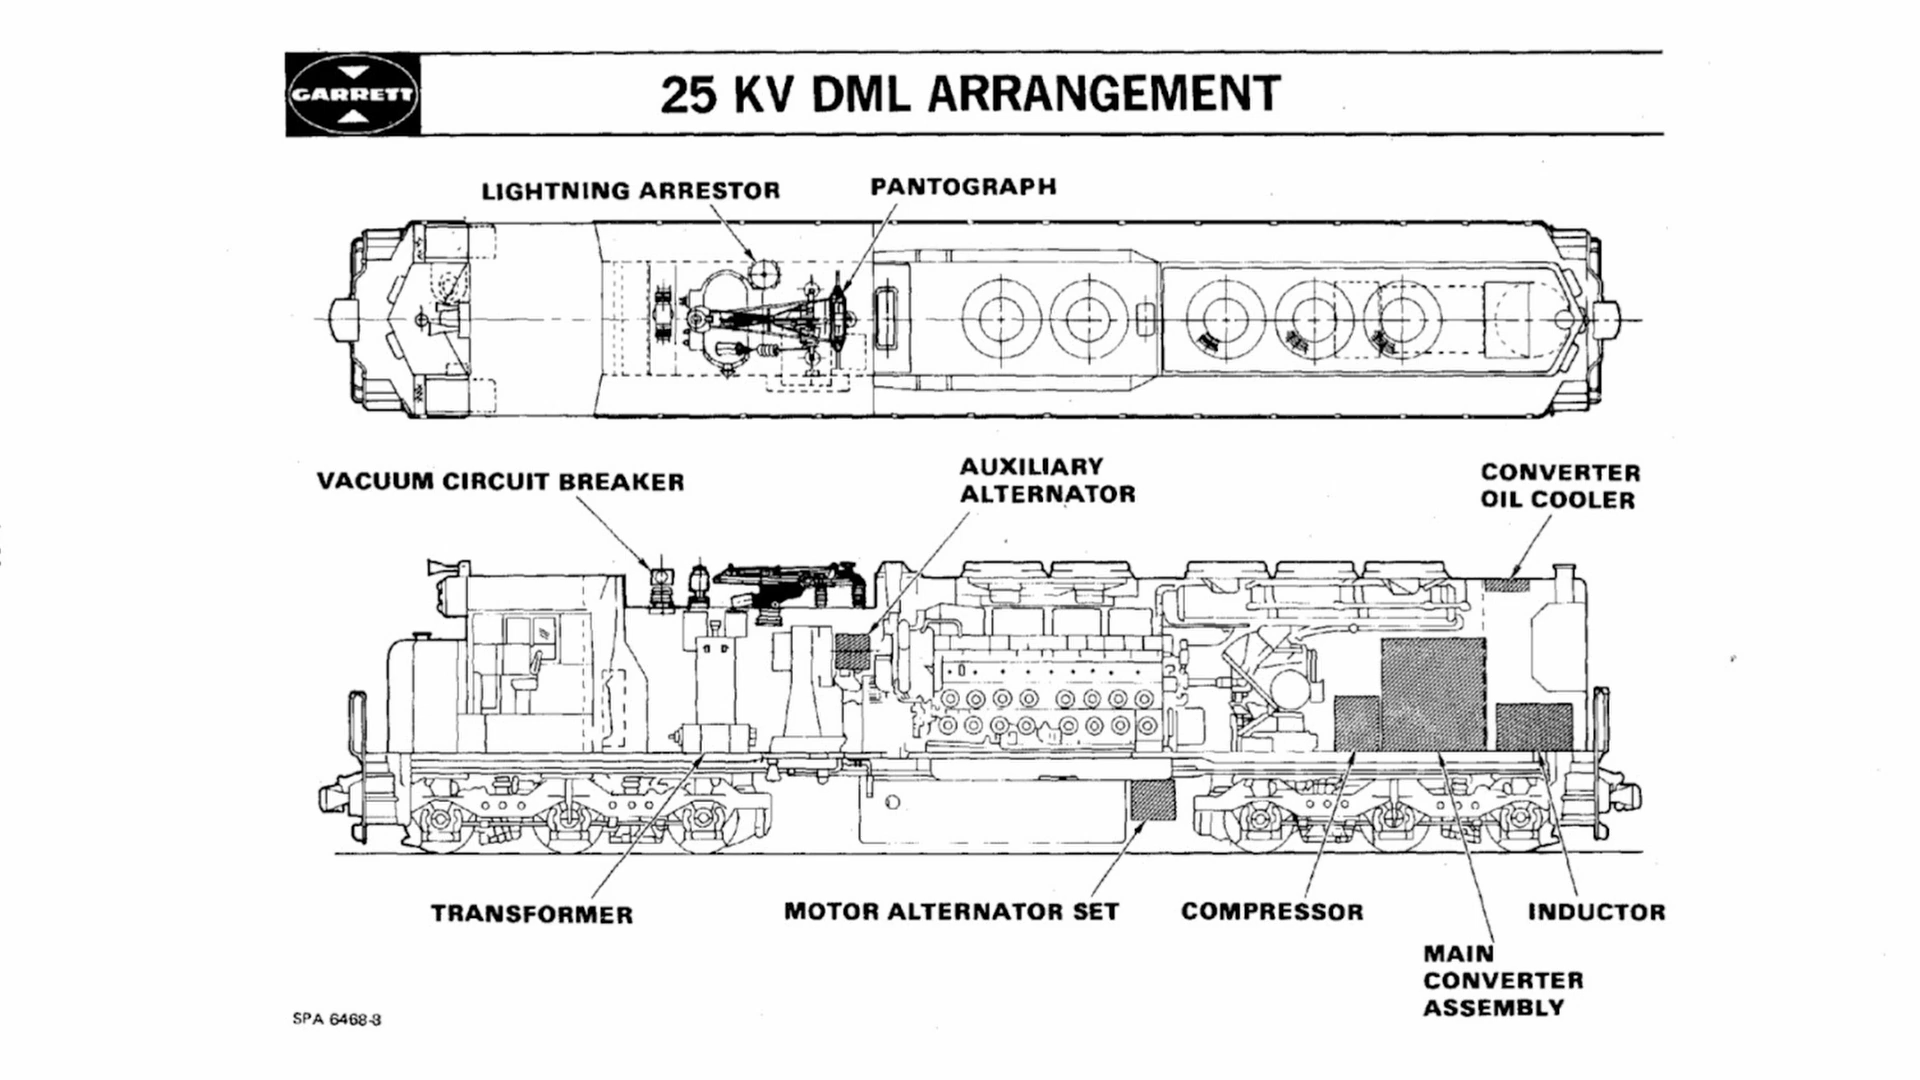 GARRETT
25 KV DML ARRANGEMENT
LIGHTNING ARRESTOR
PANTOGRAPH
VACUUM CIRCUIT BREAKER
AUXILIARY
ALTERNATOR
CONVERTER
OIL COOLER
TRANSFORMER
MOTOR ALTERNATOR SET
COMPRESSOR
INDUCTOR
MAIN
CONVERTER
ASSEMBLY
SPA 6468-3